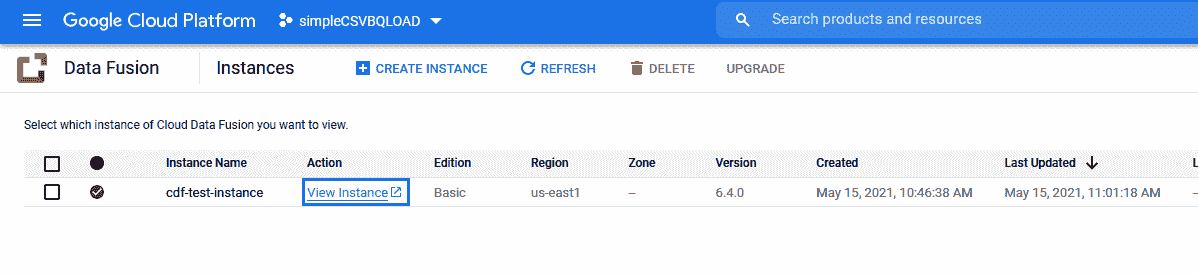 Google Cloud Platform simpleCSVBQLOAD Search products and resources
Data Fusion Instances CREATE INSTANCE REFRESH DELETE UPGRADE
Select which instance of Cloud Data Fusion you want to view.
Instance Name Action Edition Region Zone Version Created Last Updated
cdf-test-instance View Instance Basic us-east1 – 6.4.0 May 15, 2021, 10:46:38 AM May 15, 2021, 11:01:18 AM